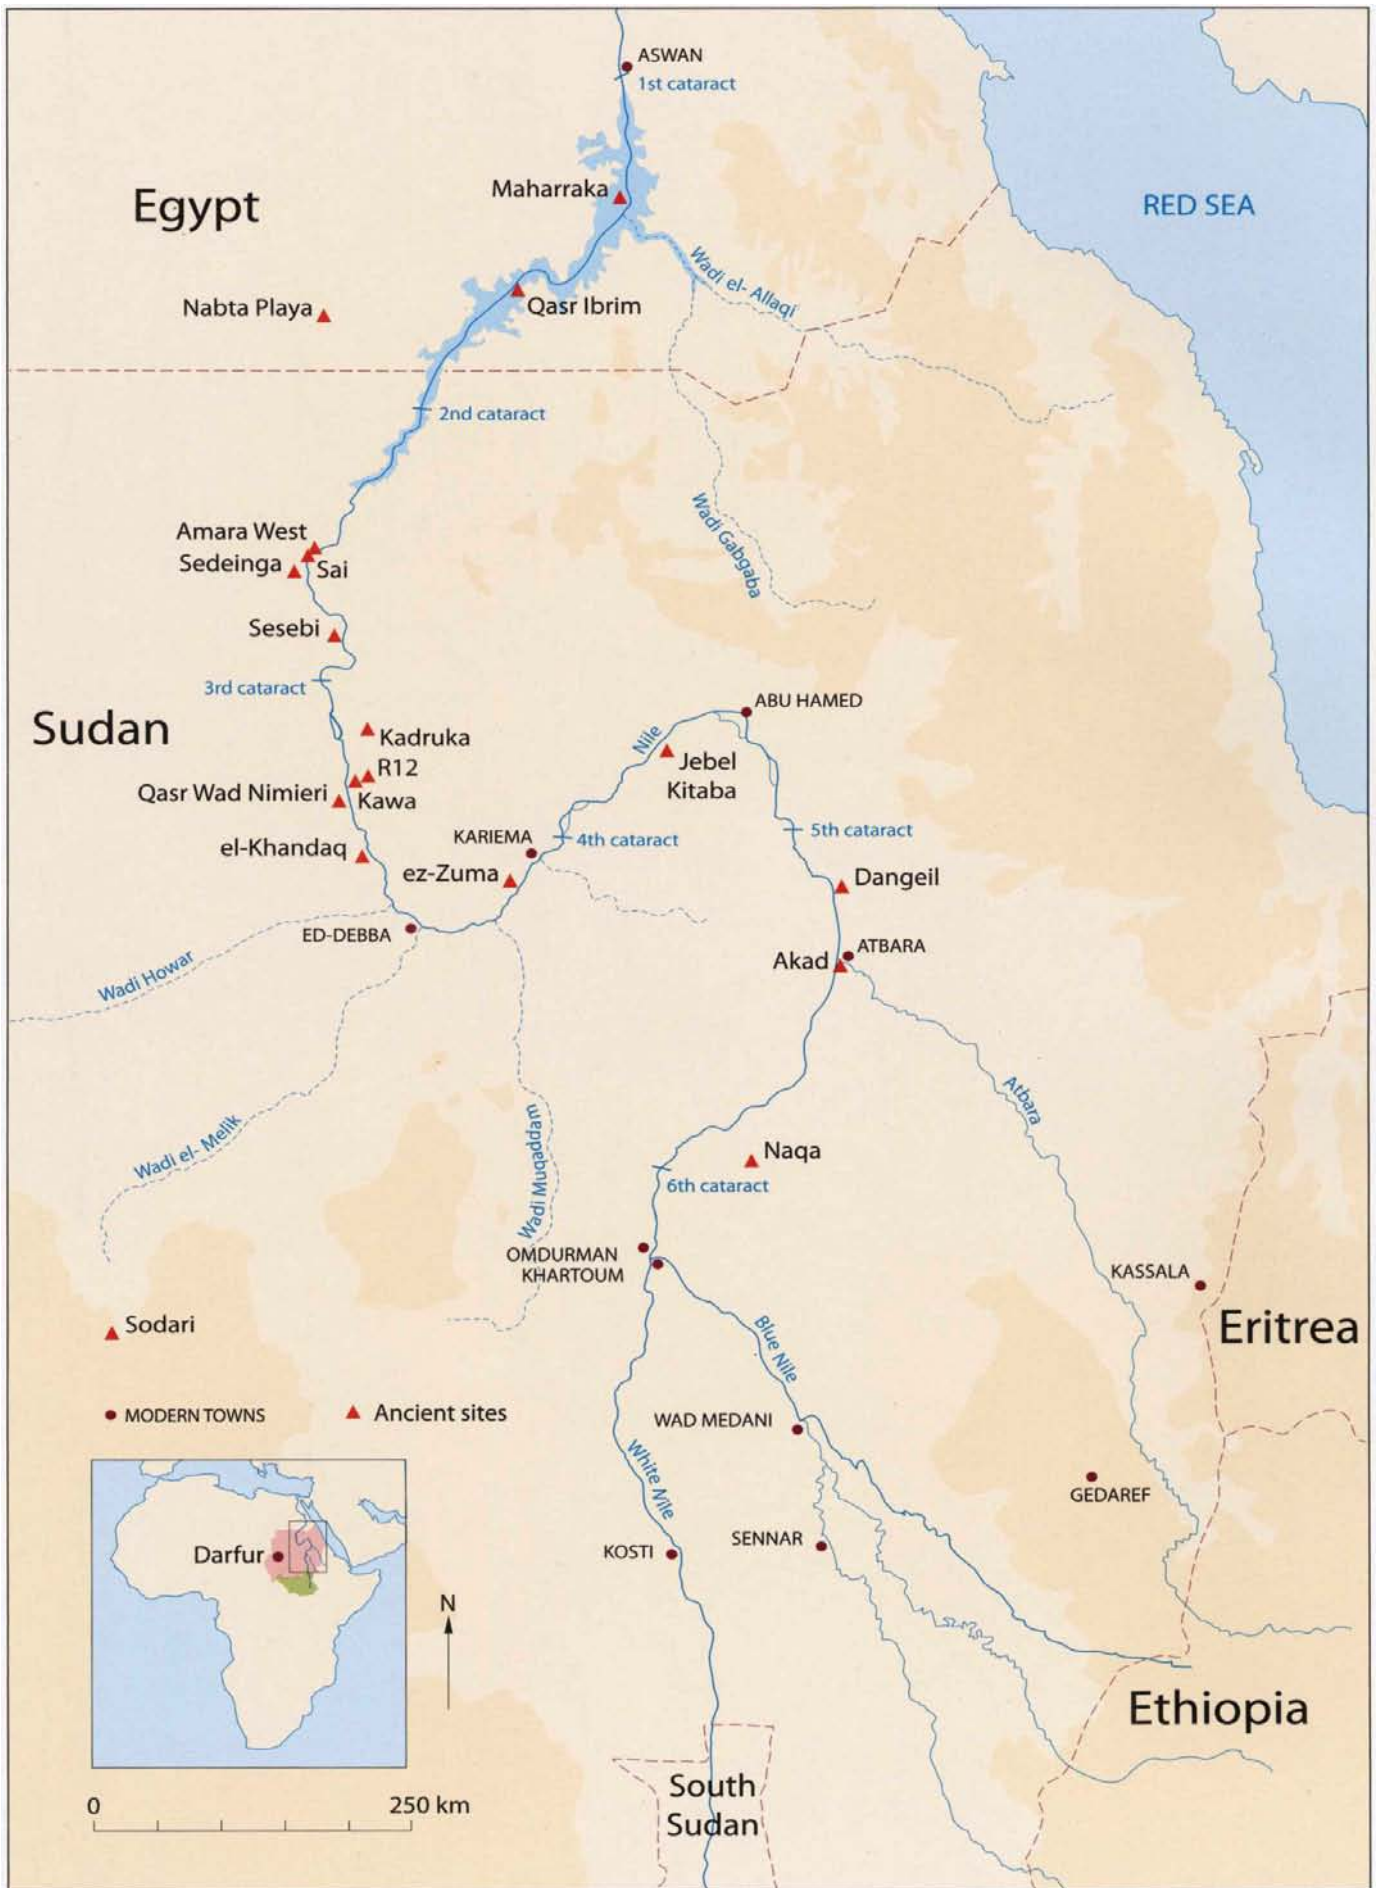 ASWAN
1st cataract
Maharraka
Egypt
RED SEA
Wadi el- Allaqi
Nabta Playa
Qasr Ibrim
2nd cataract
Wadi Gabgaba
Amara West
Sedeinga
Sai
Sesebi
3rd cataract
ABU HAMED
Sudan
Nile
Kadruka
Jebel
Kitaba
R12
Qasr Wad Nimieri
Kawa
5th cataract
KARIEMA
4th cataract
el-Khandaq
ez-Zuma
Dangeil
ED-DEBBA
ATBARA
Akad
Wadi Howar
Atbara
Wadi el- Melik
Wadi Muqaddam
Naqa
6th cataract
OMDURMAN
KHARTOUM
KASSALA
Sodari
Eritrea
Blue Nile
MODERN TOWNS
Ancient sites
WAD MEDANI
White Nile
GEDAREF
SENNAR
KOSTI
Darfur
N
Ethiopia
South
Sudan
0
250 km